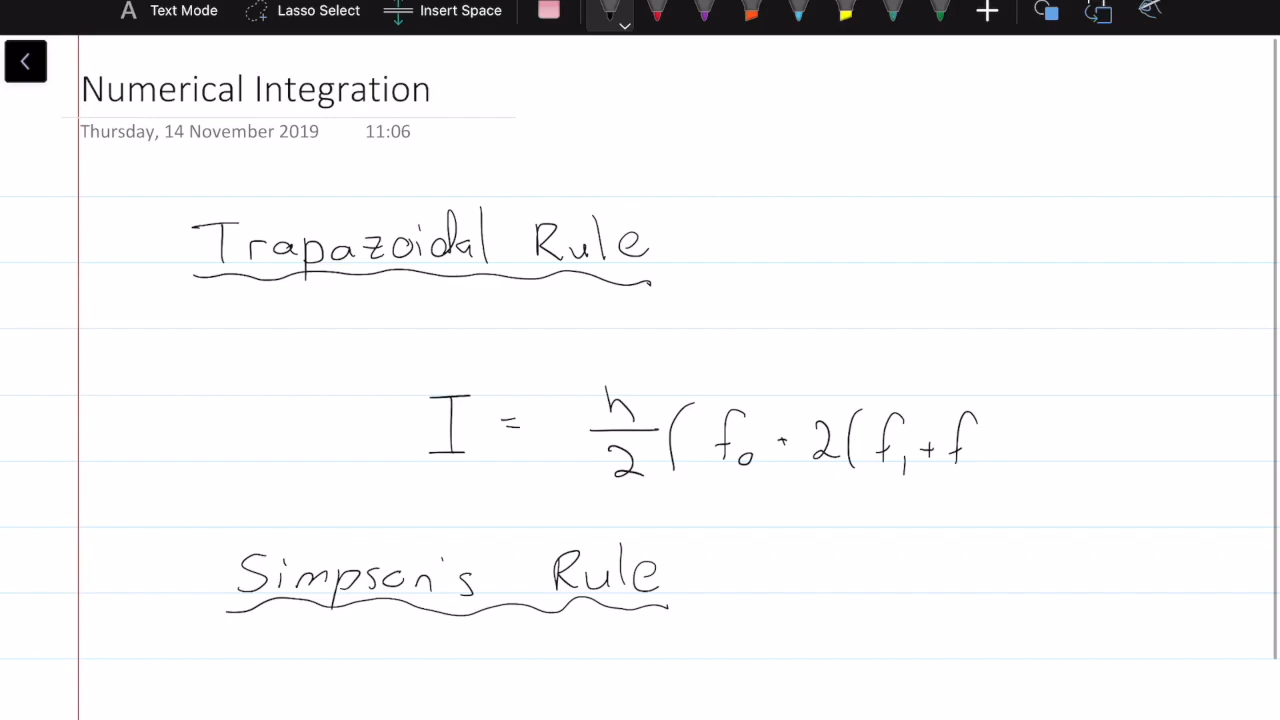 Text Mode Lasso Select Insert Space
Numerical Integration
Thursday, 14 November 2019 11:06
Trapazoidal Rule
I = h/2 ( f₀ + 2( f₁ + f
Simpson's Rule